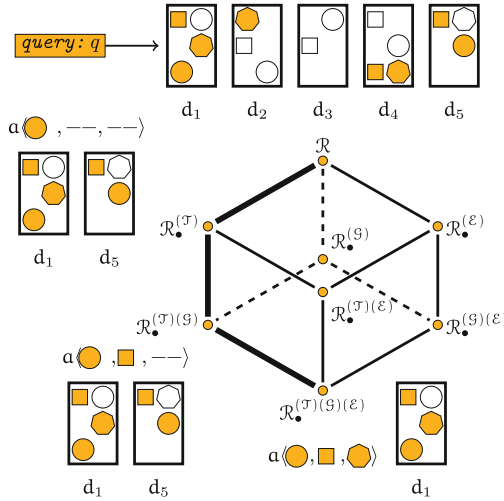 query: q
d₁ d₂ d₃ d₄ d₅
a⟨ , −−, −−⟩
d₁ d₅
ℛ
ℛ•^(𝒯)
ℛ•^(𝒢)
ℛ•^(ℰ)
ℛ•^(𝒯)(ℰ)
ℛ•^(𝒯)(𝒢)
ℛ•^(𝒢)(ℰ)
a⟨ , , −−⟩
d₁ d₅
ℛ•^(𝒯)(𝒢)(ℰ)
a⟨ , , ⟩
d₁